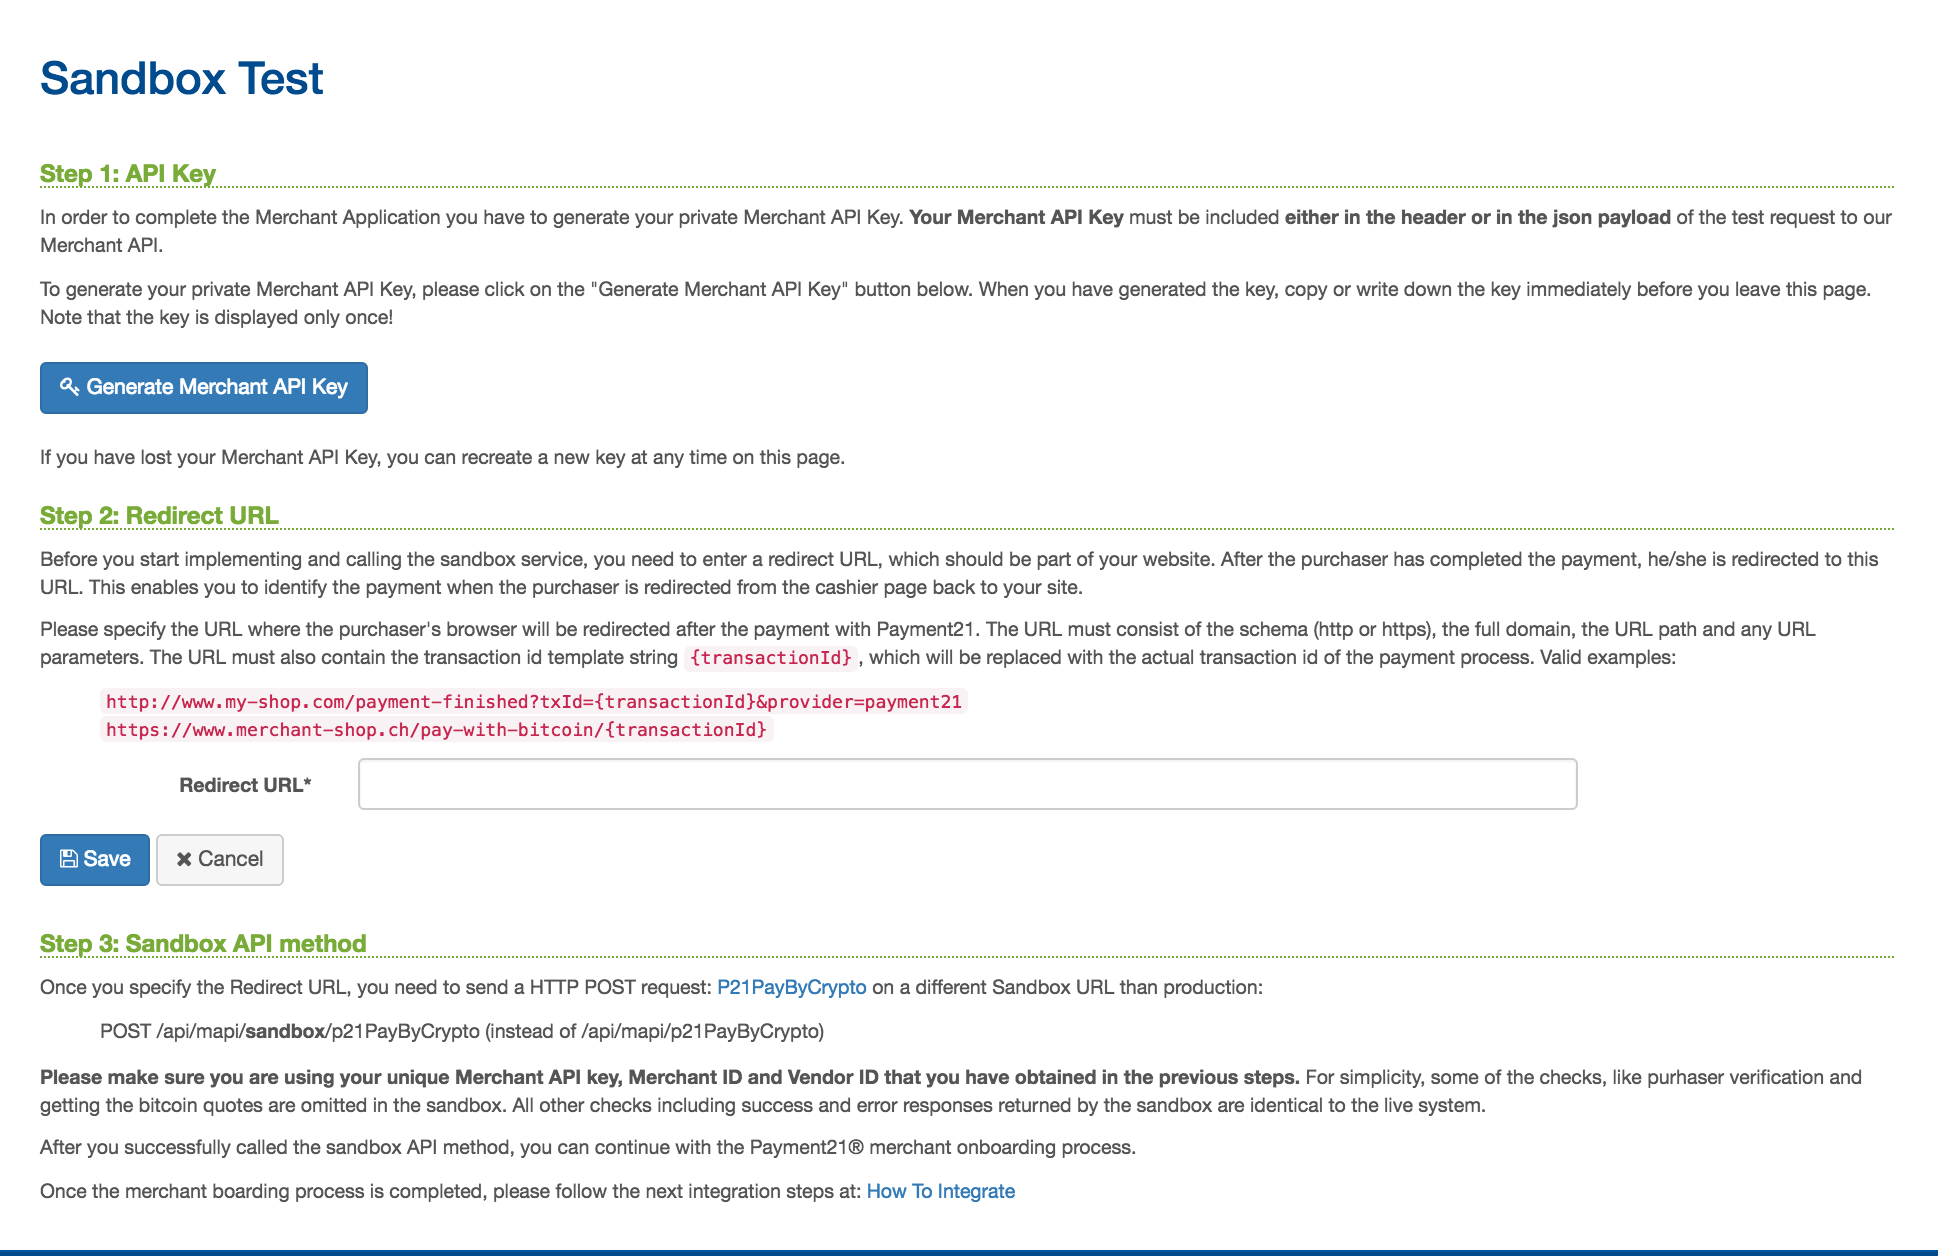 Sandbox Test
Step 1: API Key
In order to complete the Merchant Application you have to generate your private Merchant API Key. Your Merchant API Key must be included either in the header or in the json payload of the test request to our
Merchant API.
To generate your private Merchant API Key, please click on the "Generate Merchant API Key" button below. When you have generated the key, copy or write down the key immediately before you leave this page.
Note that the key is displayed only once!
Generate Merchant API Key
If you have lost your Merchant API Key, you can recreate a new key at any time on this page.
Step 2: Redirect URL
Before you start implementing and calling the sandbox service, you need to enter a redirect URL, which should be part of your website. After the purchaser has completed the payment, he/she is redirected to this
URL. This enables you to identify the payment when the purchaser is redirected from the cashier page back to your site.
Please specify the URL where the purchaser's browser will be redirected after the payment with Payment21. The URL must consist of the schema (http or https), the full domain, the URL path and any URL
parameters. The URL must also contain the transaction id template string {transactionId} , which will be replaced with the actual transaction id of the payment process. Valid examples:
http://www.my-shop.com/payment-finished?txId={transactionId}&provider=payment21
https://www.merchant-shop.ch/pay-with-bitcoin/{transactionId}
Redirect URL*
Save Cancel
Step 3: Sandbox API method
Once you specify the Redirect URL, you need to send a HTTP POST request: P21PayByCrypto on a different Sandbox URL than production:
POST /api/mapi/sandbox/p21PayByCrypto (instead of /api/mapi/p21PayByCrypto)
Please make sure you are using your unique Merchant API key, Merchant ID and Vendor ID that you have obtained in the previous steps. For simplicity, some of the checks, like purhaser verification and
getting the bitcoin quotes are omitted in the sandbox. All other checks including success and error responses returned by the sandbox are identical to the live system.
After you successfully called the sandbox API method, you can continue with the Payment21® merchant onboarding process.
Once the merchant boarding process is completed, please follow the next integration steps at: How To Integrate